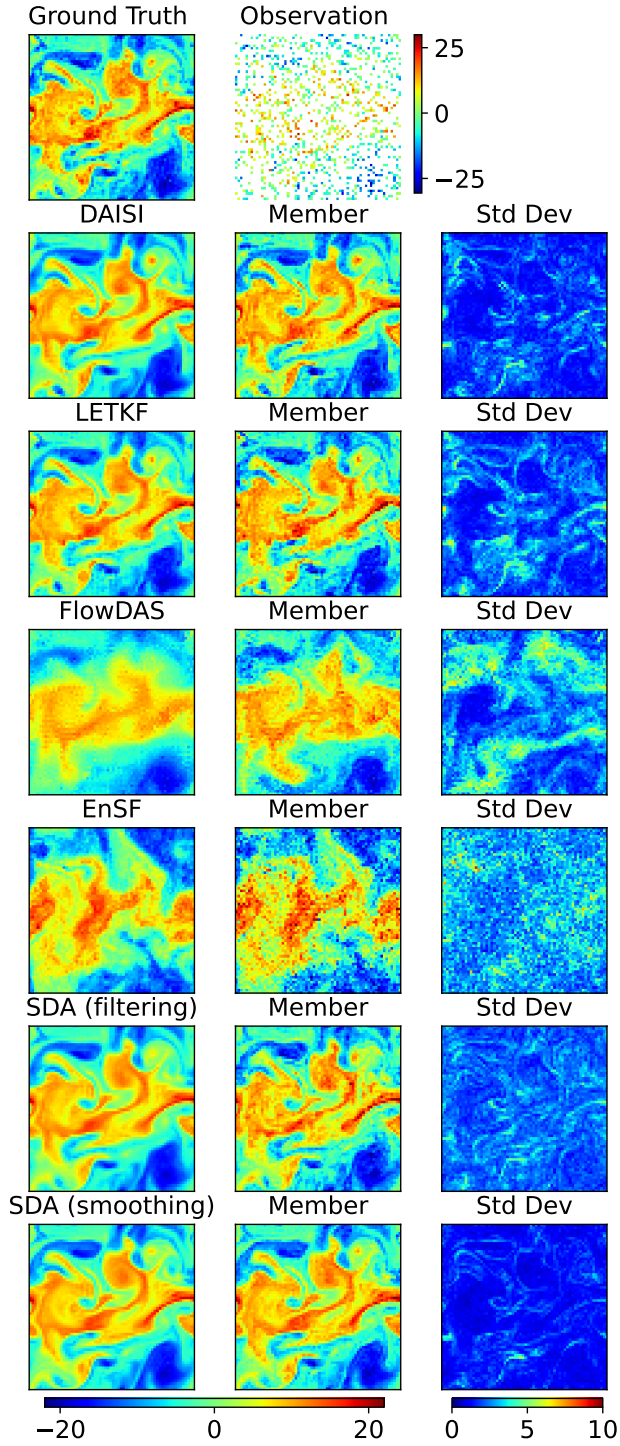 Ground Truth Observation
25
0
−25
DAISI Member Std Dev
LETKF Member Std Dev
FlowDAS Member Std Dev
EnSF Member Std Dev
SDA (filtering) Member Std Dev
SDA (smoothing) Member Std Dev
−20 0 20 0 5 10